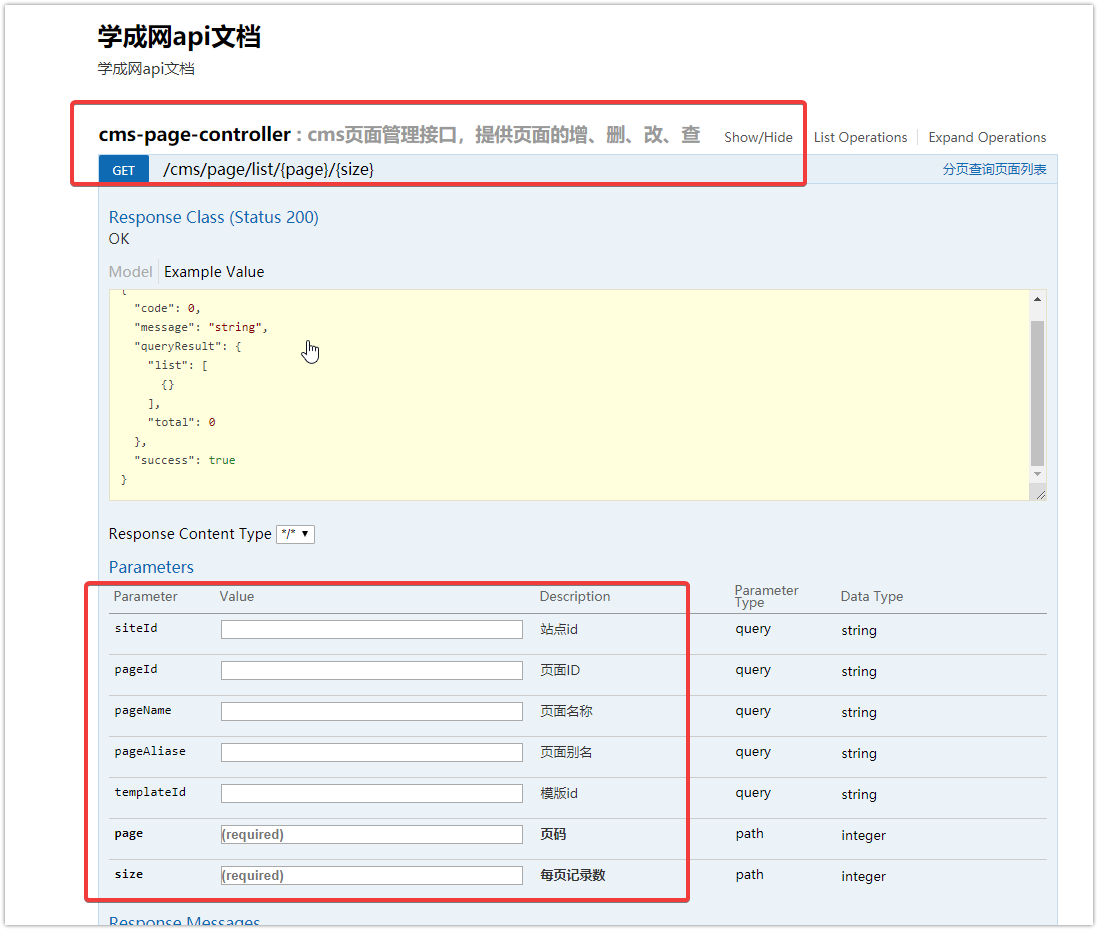 学成网api文档
学成网api文档
cms-page-controller : cms页面管理接口，提供页面的增、删、改、查 Show/Hide List Operations Expand Operations
GET /cms/page/list/{page}/{size} 分页查询页面列表
Response Class (Status 200)
OK
Model Example Value
{
"code": 0,
"message": "string",
"queryResult": {
"list": [
{}
],
"total": 0
},
"success": true
}
Response Content Type */*
Parameters
Parameter Value Description Parameter Type Data Type
siteId 站点id query string
pageId 页面ID query string
pageName 页面名称 query string
pageAliase 页面别名 query string
templateId 模版id query string
page (required) 页码 path integer
size (required) 每页记录数 path integer
Response Messages